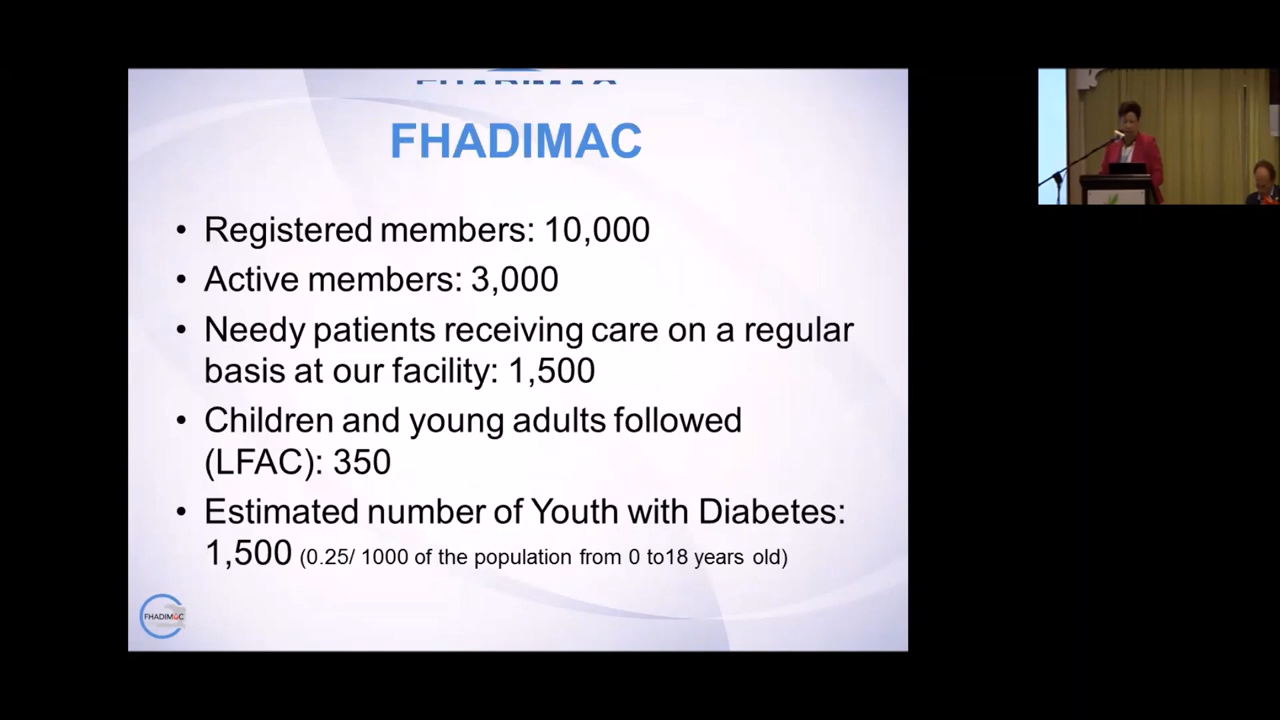 FHADIMAC
• Registered members: 10,000
• Active members: 3,000
• Needy patients receiving care on a regular
basis at our facility: 1,500
• Children and young adults followed
(LFAC): 350
• Estimated number of Youth with Diabetes:
1,500 (0.25/ 1000 of the population from 0 to18 years old)
FHADIMAC